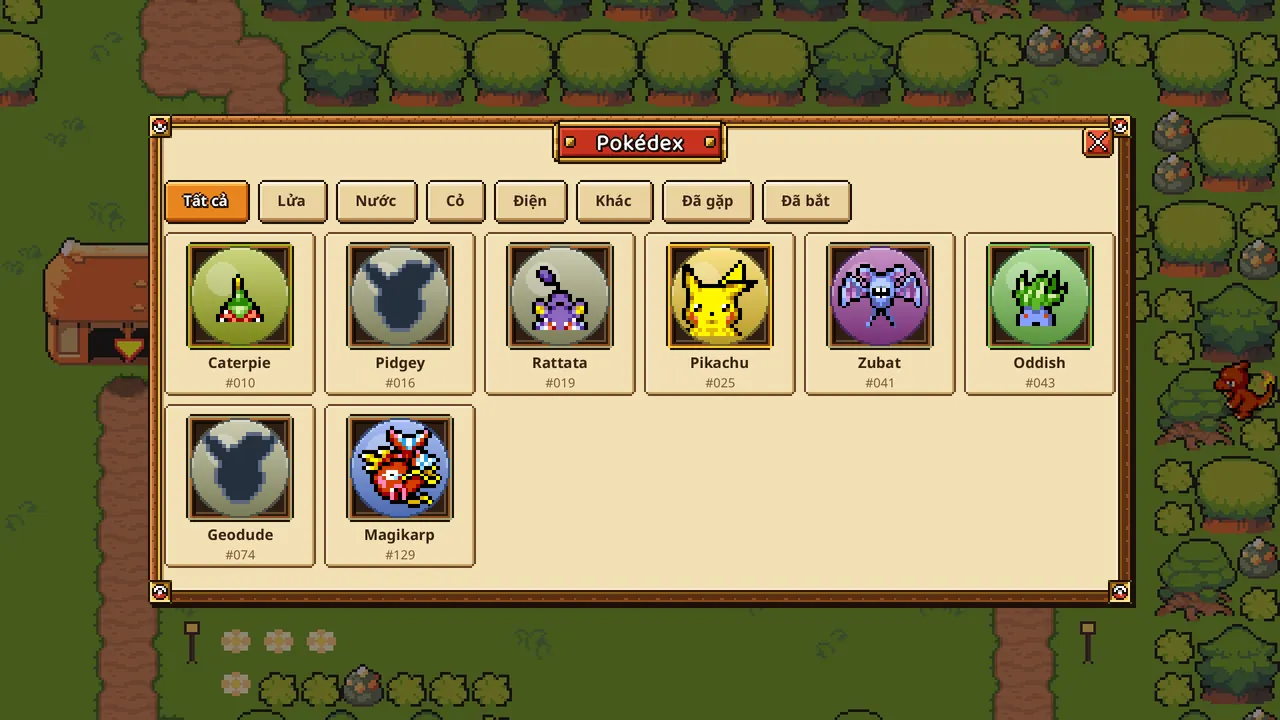 Pokédex
Tất cả Lửa Nước Cỏ Điện Khác Đã gặp Đã bắt
Caterpie Pidgey Rattata Pikachu Zubat Oddish
#010 #016 #019 #025 #041 #043
Geodude Magikarp
#074 #129